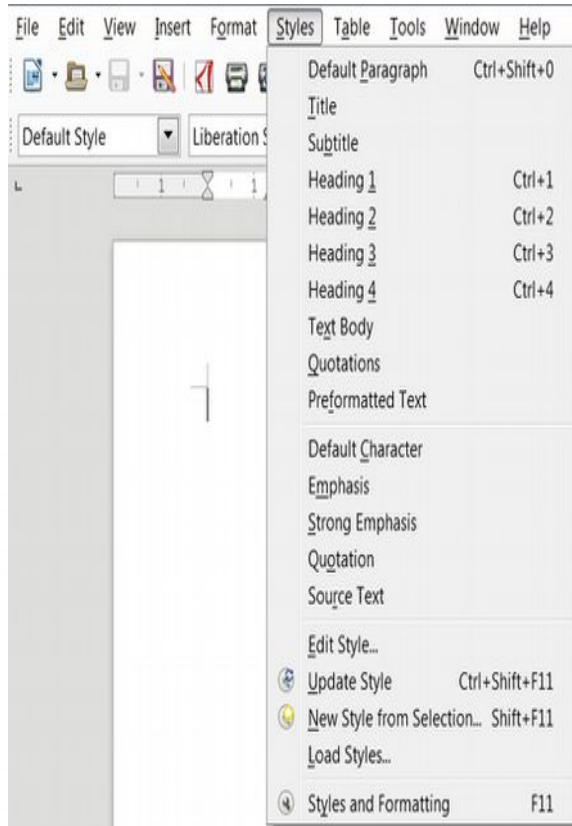 File Edit View Insert Format Styles Table Tools Window Help
Default Style
Liberation S
1 1
Default Paragraph Ctrl+Shift+0
Title
Subtitle
Heading 1 Ctrl+1
Heading 2 Ctrl+2
Heading 3 Ctrl+3
Heading 4 Ctrl+4
Text Body
Quotations
Preformatted Text
Default Character
Emphasis
Strong Emphasis
Quotation
Source Text
Edit Style...
Update Style Ctrl+Shift+F11
New Style from Selection... Shift+F11
Load Styles...
Styles and Formatting F11